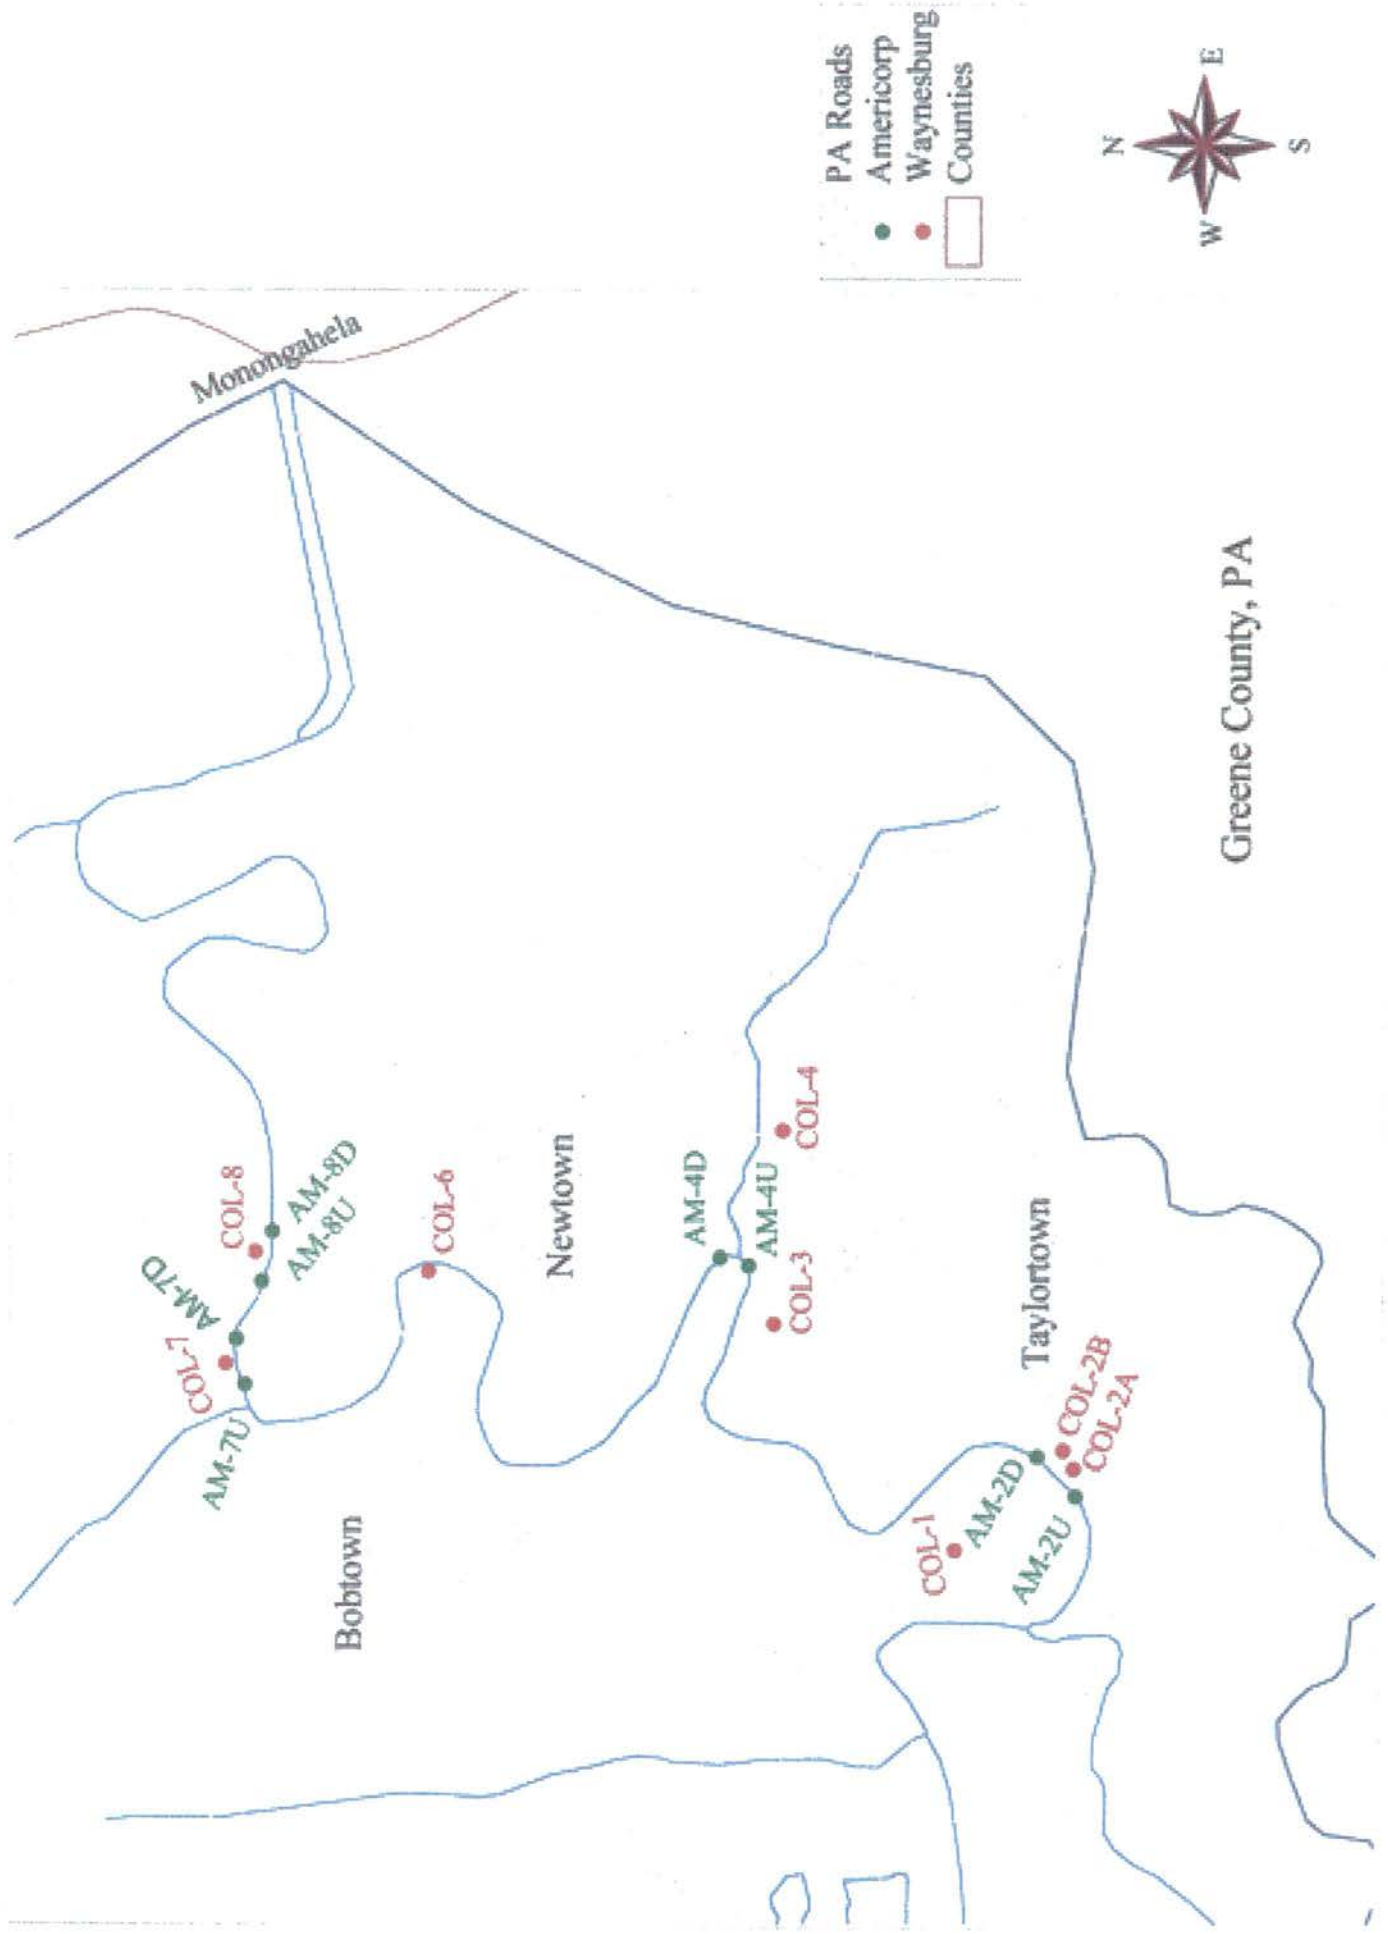 Monongahela
PA Roads
Americorp
Waynesburg
Counties
N
W
E
S
COL-8
AM-8D
AM-8U
AM-7D
COL-7
AM-7U
COL-6
Newtown
Bobtown
AM-4D
AM-4U
COL-4
COL-3
Taylortown
COL-2B
COL-2A
AM-2D
COL-1
AM-2U
Greene County, PA